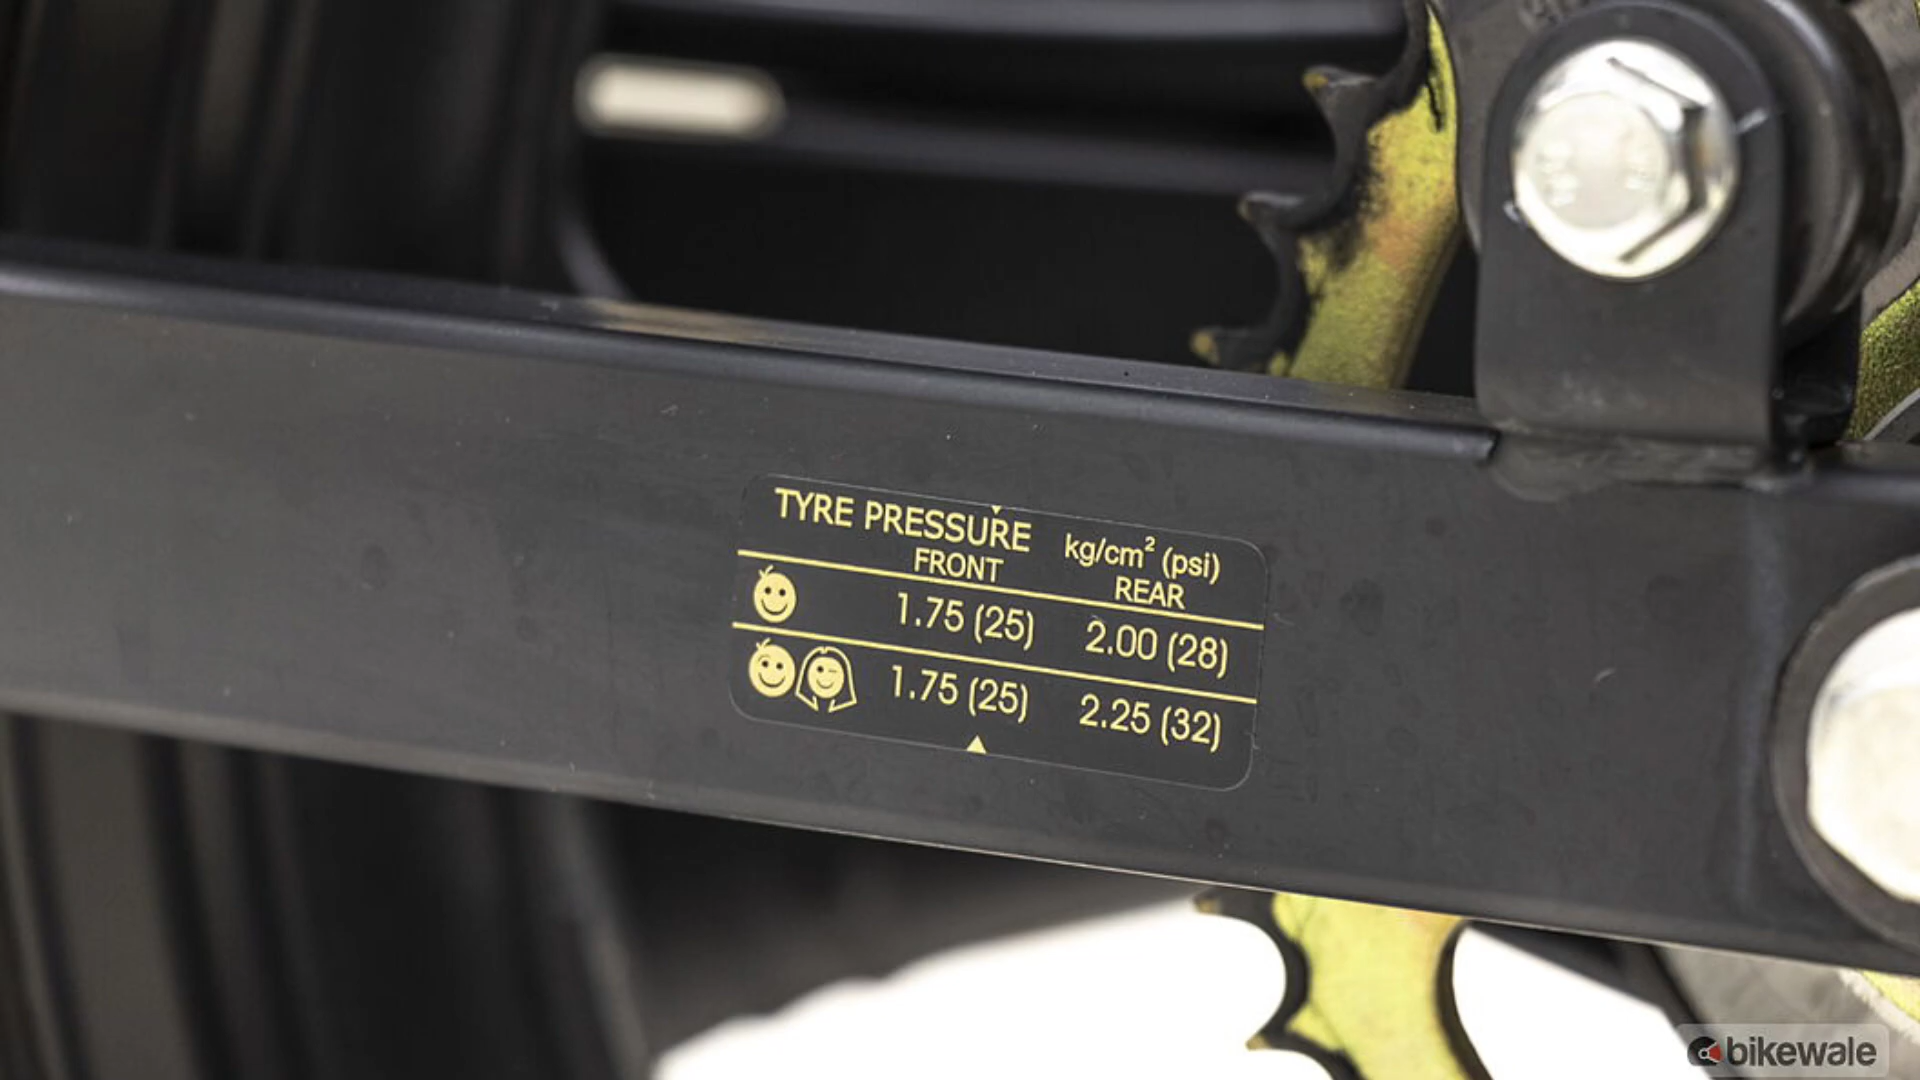 TYRE PRESSURE kg/cm² (psi)
FRONT REAR
1.75 (25) 2.00 (28)
1.75 (25) 2.25 (32)
bikewale